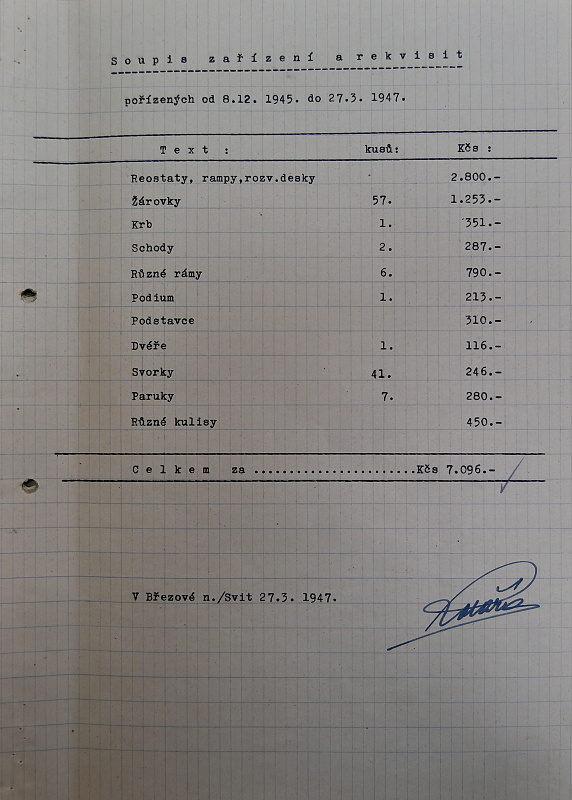 Soupis zařízení a rekvisit
pořízených od 8.12. 1945. do 27.3. 1947.
Text : kusů: Kčs :
Reostaty, rampy,rozv.desky 2.800.-
Žárovky 57. 1.253.-
Krb 1. 351.-
Schody 2. 287.-
Různé rámy 6. 790.-
Podium 1. 213.-
Podstavce 310.-
Dvéře 1. 116.-
Svorky 41. 246.-
Paruky 7. 280.-
Různé kulisy 450.-
Celkem za .......................Kčs 7.096.-
V Březové n./Svit 27.3. 1947.